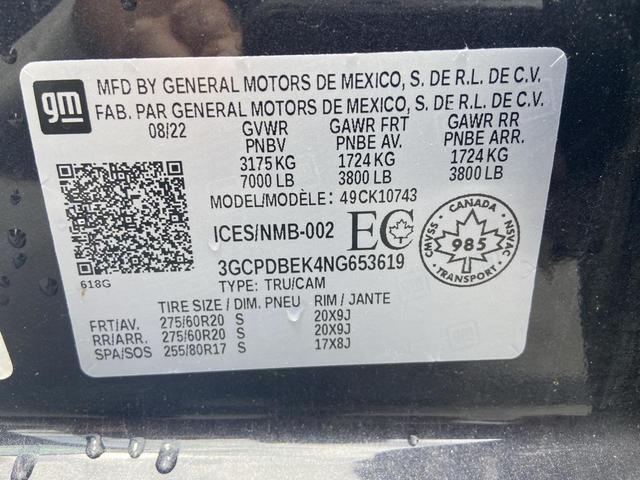 gm
MFD BY GENERAL MOTORS DE MEXICO, S. DE R.L. DE C.V.
FAB. PAR GENERAL MOTORS DE MEXICO, S. DE R.L. DE C.V.
08/22 GVWR GAWR FRT GAWR RR
PNBV PNBE AV. PNBE ARR.
3175 KG 1724 KG 1724 KG
7000 LB 3800 LB 3800 LB
MODEL/MODÈLE: 49CK10743
ICES/NMB-002 EC
CANADA
CMVSS 985 NSVAC
TRANSPORT
3GCPDBEK4NG653619
618G
TYPE: TRU/CAM
TIRE SIZE / DIM. PNEU RIM / JANTE
FRT/AV. 275/60R20 S 20X9J
RR/ARR. 275/60R20 S 20X9J
SPA/SOS 255/80R17 S 17X8J